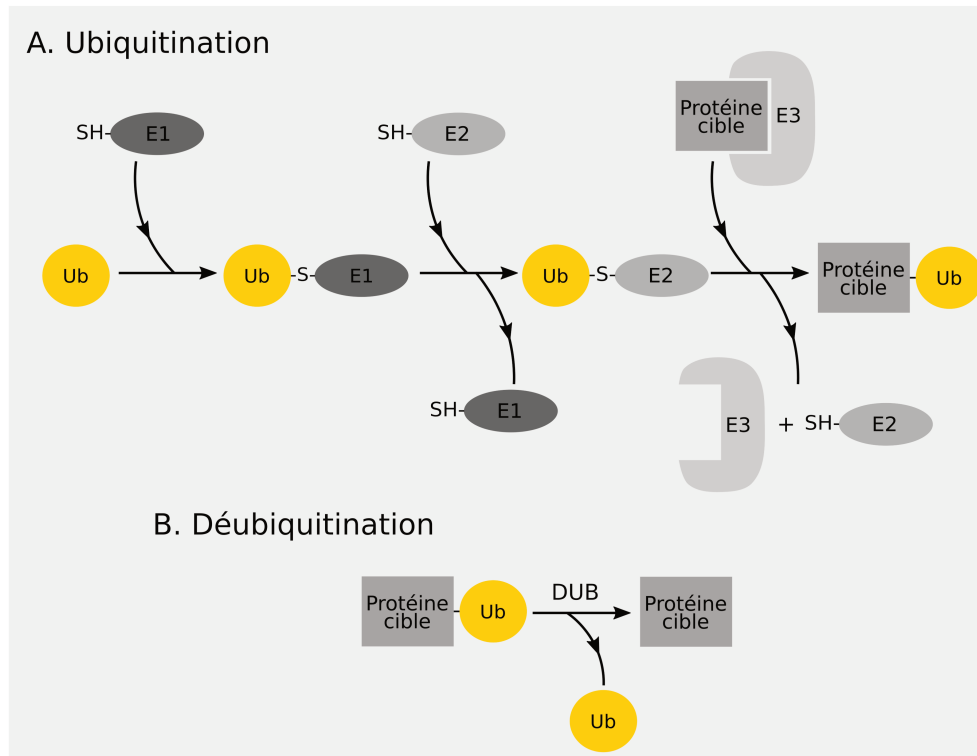 A. Ubiquitination
SH-
E1
SH-
E2
Protéine
cible
E3
Ub
Ub
-S-
E1
Ub
-S-
E2
Protéine
cible
Ub
SH-
E1
E3
+
SH-
E2
B. Déubiquitination
Protéine
cible
Ub
DUB
Protéine
cible
Ub